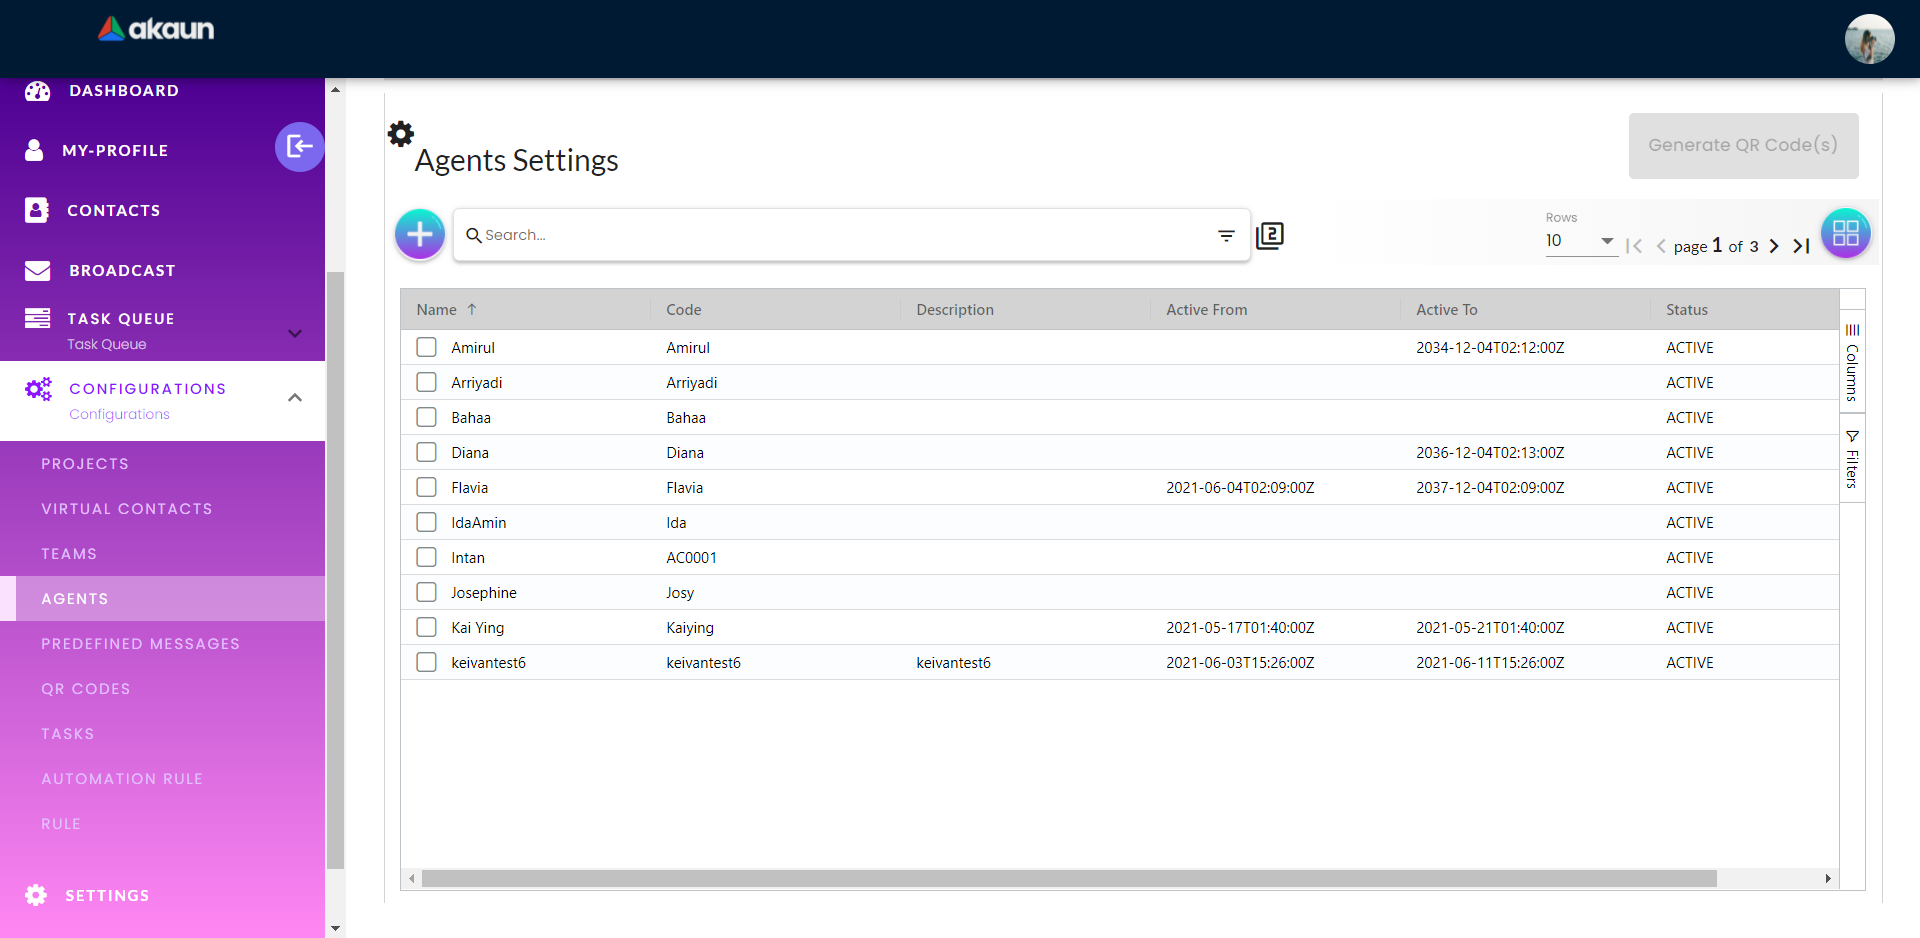 akaun
DASHBOARD
MY-PROFILE
CONTACTS
BROADCAST
TASK QUEUE
Task Queue
CONFIGURATIONS
Configurations
PROJECTS
VIRTUAL CONTACTS
TEAMS
AGENTS
PREDEFINED MESSAGES
QR CODES
TASKS
AUTOMATION RULE
RULE
SETTINGS
Agents Settings
Generate QR Code(s)
Search...
2
Rows
10
page 1 of 3
Name Code Description Active From Active To Status
Amirul Amirul 2034-12-04T02:12:00Z ACTIVE
Arriyadi Arriyadi ACTIVE
Bahaa Bahaa ACTIVE
Diana Diana 2036-12-04T02:13:00Z ACTIVE
Flavia Flavia 2021-06-04T02:09:00Z 2037-12-04T02:09:00Z ACTIVE
IdaAmin Ida ACTIVE
Intan AC0001 ACTIVE
Josephine Josy ACTIVE
Kai Ying Kaiying 2021-05-17T01:40:00Z 2021-05-21T01:40:00Z ACTIVE
keivantest6 keivantest6 keivantest6 2021-06-03T15:26:00Z 2021-06-11T15:26:00Z ACTIVE
Columns
Filters